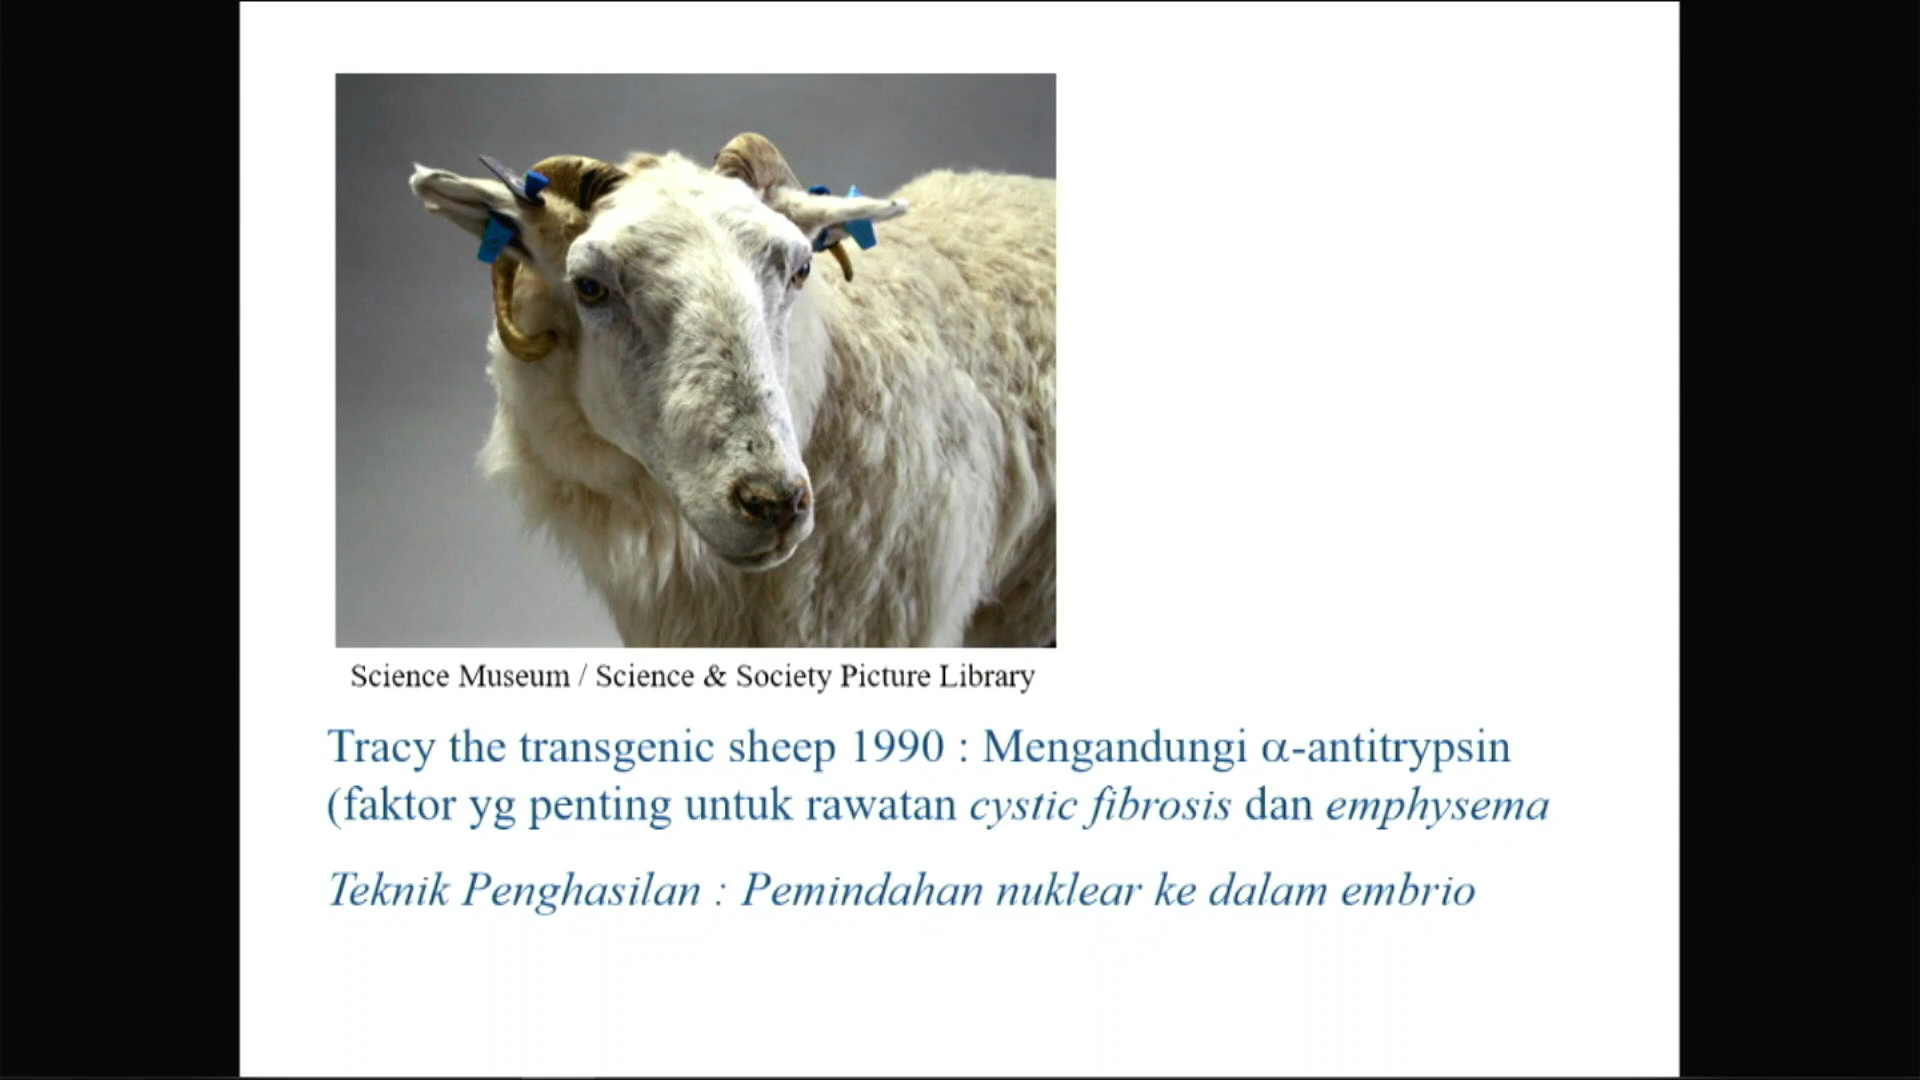 Science Museum / Science & Society Picture Library
Tracy the transgenic sheep 1990 : Mengandungi α-antitrypsin
(faktor yg penting untuk rawatan cystic fibrosis dan emphysema
Teknik Penghasilan : Pemindahan nuklear ke dalam embrio